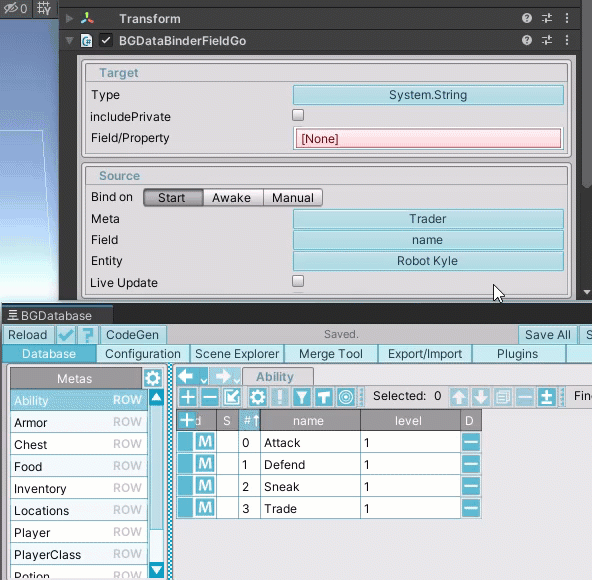 0
Transform
BGDataBinderFieldGo
Target
Type System.String
includePrivate
Field/Property [None]
Source
Bind on Start Awake Manual
Meta Trader
Field name
Entity Robot Kyle
Live Update
BGDatabase
Reload CodeGen Saved. Save All S
Database Configuration Scene Explorer Merge Tool Export/Import Plugins
Metas Ability
Selected: 0 Fin
Ability ROW
Armor ROW
Chest ROW
Food ROW
Inventory ROW
Locations ROW
Player ROW
PlayerClass ROW
Potion ROW
d S # name level D
M 0 Attack 1
M 1 Defend 1
M 2 Sneak 1
M 3 Trade 1